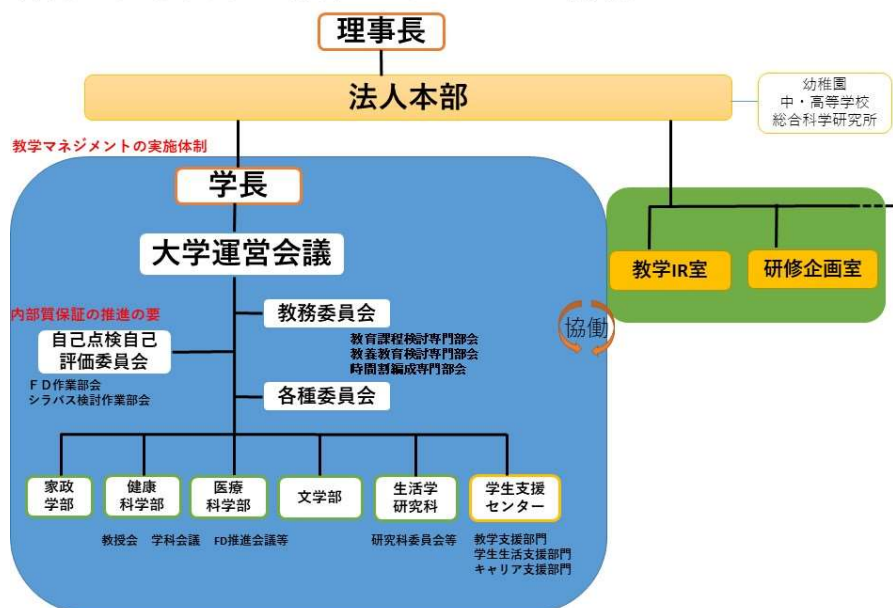 理事長
法人本部
幼稚園
中・高等学校
総合科学研究所
教学マネジメントの実施体制
学長
大学運営会議
教学IR室
研修企画室
協働
内部質保証の推進の要
自己点検自己
評価委員会
ＦＤ作業部会
シラバス検討作業部会
教務委員会
教育課程検討専門部会
教養教育検討専門部会
時間割編成専門部会
各種委員会
家政
学部
健康
科学部
医療
科学部
文学部
生活学
研究科
学生支援
センター
教授会 学科会議 FD推進会議等
研究科委員会等
教学支援部門
学生生活支援部門
キャリア支援部門